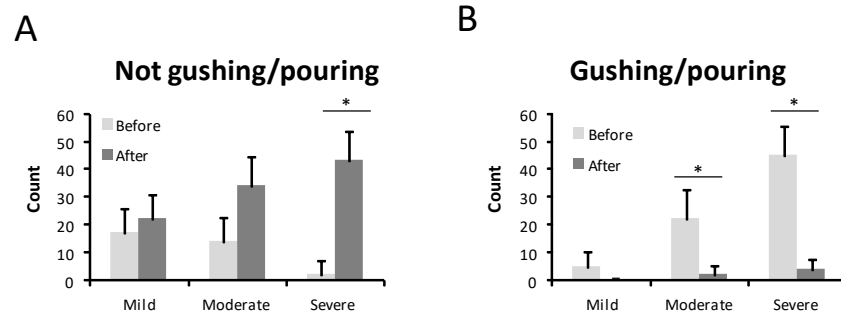 A
Not gushing/pouring
60
50
40
30
20
10
0
Count
Before
After
*
Mild Moderate Severe
B
Gushing/pouring
60
50
40
30
20
10
0
Count
Before
After
*
*
Mild Moderate Severe